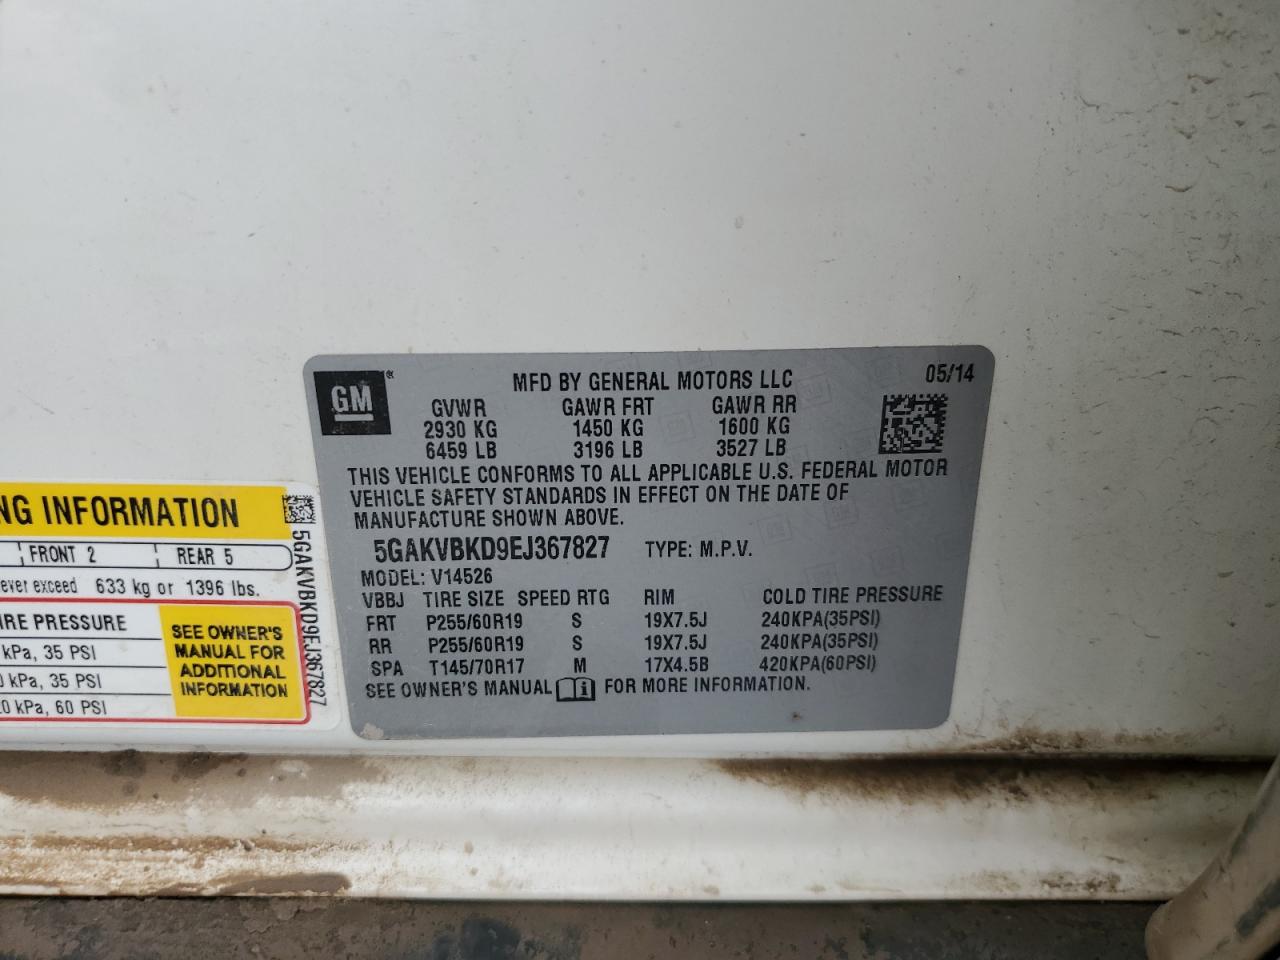 GM®
MFD BY GENERAL MOTORS LLC 05/14
GVWR GAWR FRT GAWR RR
2930 KG 1450 KG 1600 KG
6459 LB 3196 LB 3527 LB
THIS VEHICLE CONFORMS TO ALL APPLICABLE U.S. FEDERAL MOTOR
VEHICLE SAFETY STANDARDS IN EFFECT ON THE DATE OF
MANUFACTURE SHOWN ABOVE.
5GAKVBKD9EJ367827 TYPE: M.P.V.
MODEL: V14526
VBBJ TIRE SIZE SPEED RTG RIM COLD TIRE PRESSURE
FRT P255/60R19 S 19X7.5J 240KPA(35PSI)
RR P255/60R19 S 19X7.5J 240KPA(35PSI)
SPA T145/70R17 M 17X4.5B 420KPA(60PSI)
SEE OWNER'S MANUAL i FOR MORE INFORMATION.
NG INFORMATION
FRONT 2 REAR 5
ever exceed 633 kg or 1396 lbs.
IRE PRESSURE
kPa, 35 PSI
0 kPa, 35 PSI
20 kPa, 60 PSI
SEE OWNER'S
MANUAL FOR
ADDITIONAL
INFORMATION
5GAKVBKD9EJ367827